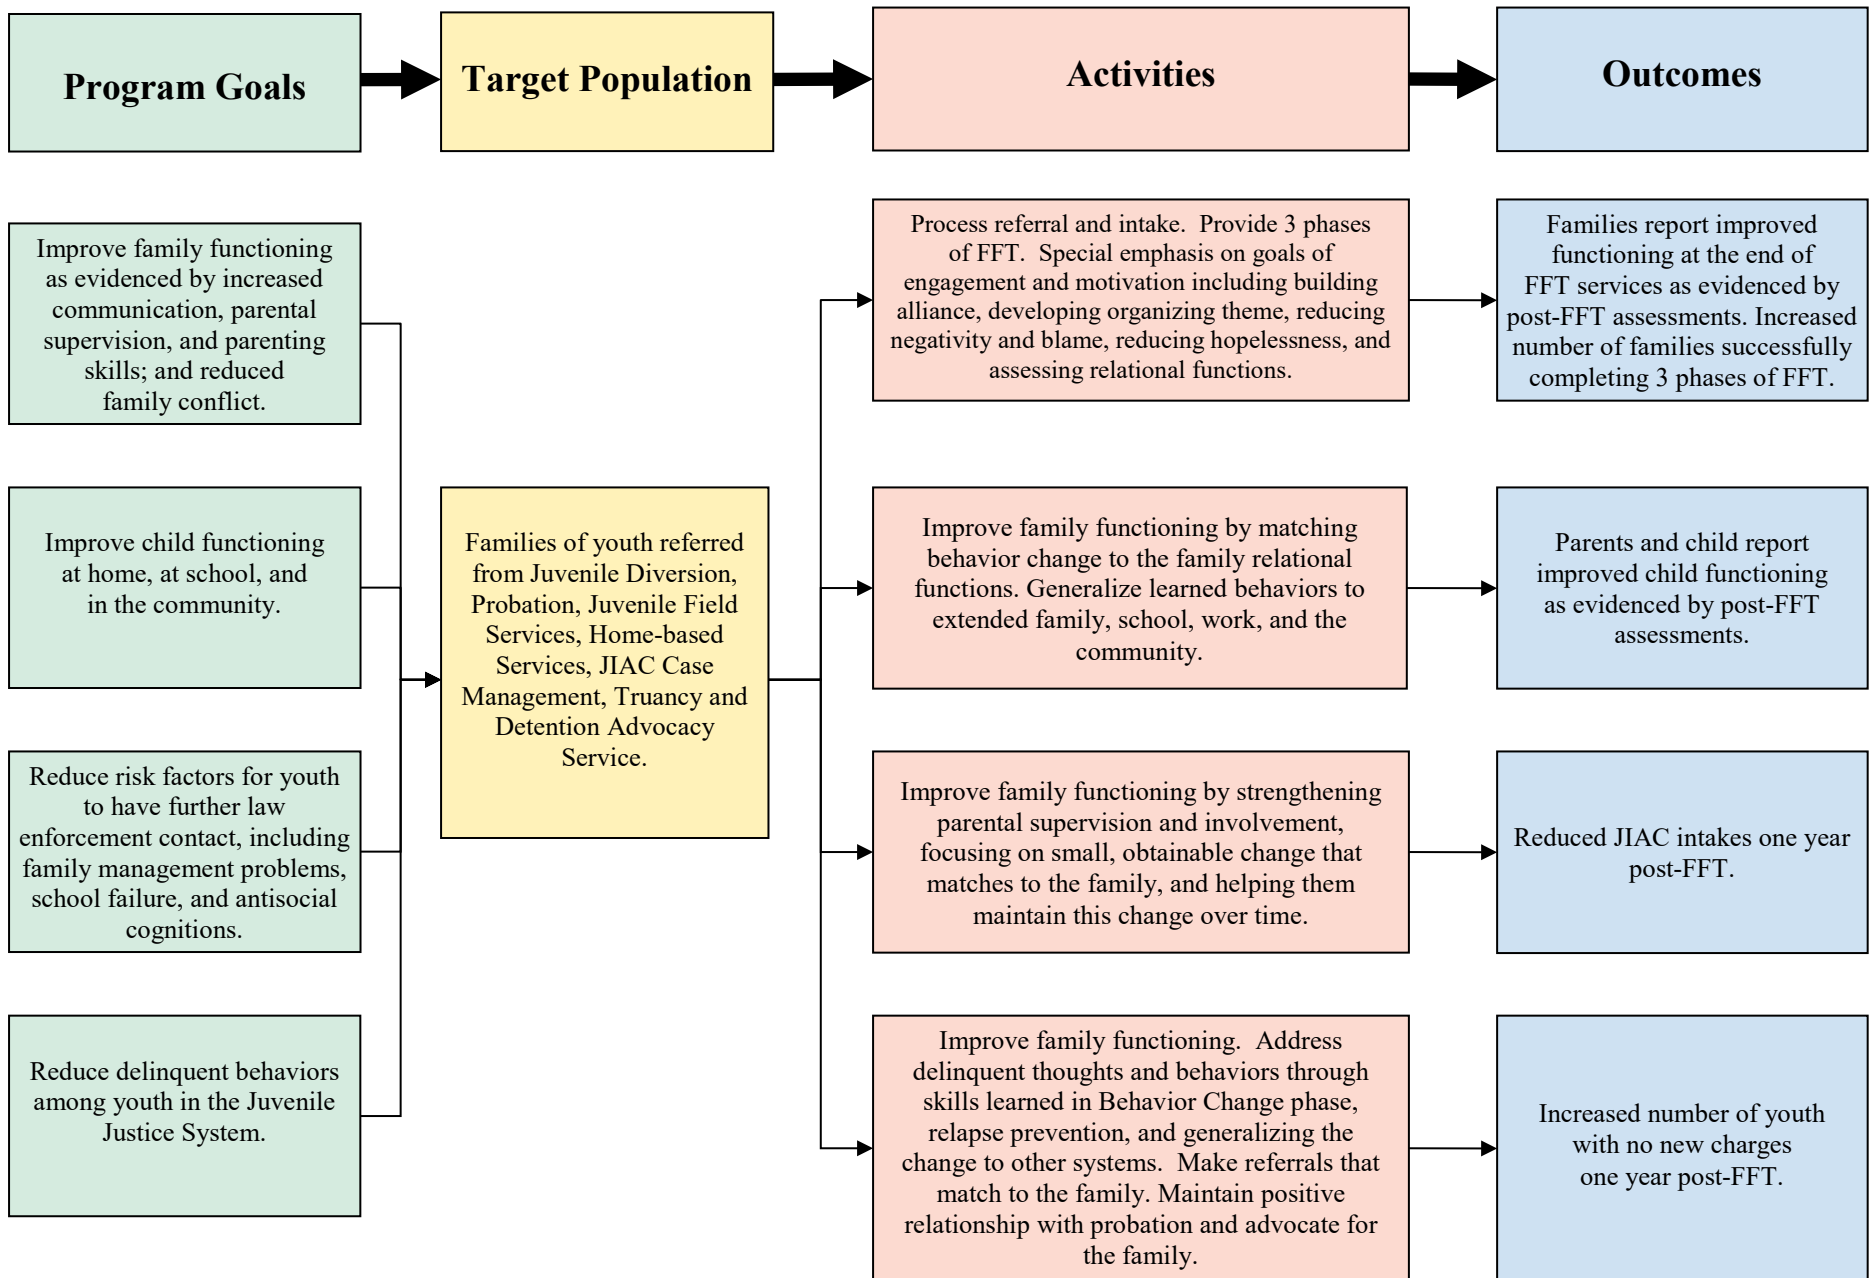 Program Goals
Target Population
Activities
Outcomes
Improve family functioning
as evidenced by increased
communication, parental
supervision, and parenting
skills; and reduced
family conflict.
Improve child functioning
at home, at school, and
in the community.
Reduce risk factors for youth
to have further law
enforcement contact, including
family management problems,
school failure, and antisocial
cognitions.
Reduce delinquent behaviors
among youth in the Juvenile
Justice System.
Families of youth referred
from Juvenile Diversion,
Probation, Juvenile Field
Services, Home-based
Services, JIAC Case
Management, Truancy and
Detention Advocacy
Service.
Process referral and intake.  Provide 3 phases
of FFT.  Special emphasis on goals of
engagement and motivation including building
alliance, developing organizing theme, reducing
negativity and blame, reducing hopelessness, and
assessing relational functions.
Improve family functioning by matching
behavior change to the family relational
functions. Generalize learned behaviors to
extended family, school, work, and the
community.
Improve family functioning by strengthening
parental supervision and involvement,
focusing on small, obtainable change that
matches to the family, and helping them
maintain this change over time.
Improve family functioning.  Address
delinquent thoughts and behaviors through
skills learned in Behavior Change phase,
relapse prevention, and generalizing the
change to other systems.  Make referrals that
match to the family. Maintain positive
relationship with probation and advocate for
the family.
Families report improved
functioning at the end of
FFT services as evidenced by
post-FFT assessments. Increased
number of families successfully
completing 3 phases of FFT.
Parents and child report
improved child functioning
as evidenced by post-FFT
assessments.
Reduced JIAC intakes one year
post-FFT.
Increased number of youth
with no new charges
one year post-FFT.